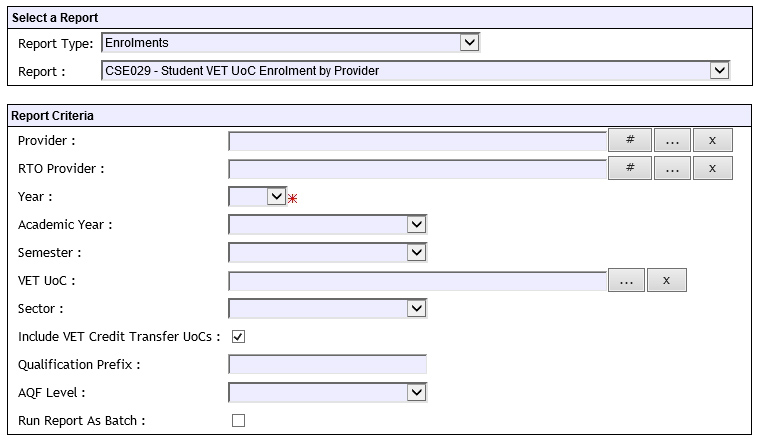 Select a Report
Report Type: Enrolments
Report : CSE029 - Student VET UoC Enrolment by Provider
Report Criteria
Provider : # ... x
RTO Provider : # ... x
Year : *
Academic Year :
Semester :
VET UoC : ... x
Sector :
Include VET Credit Transfer UoCs :
Qualification Prefix :
AQF Level :
Run Report As Batch :